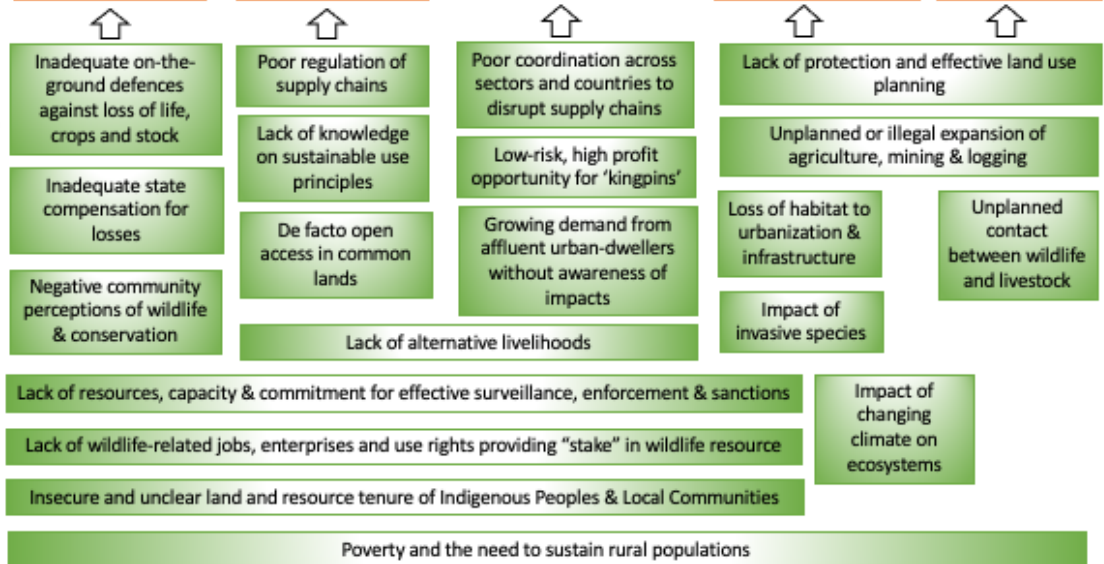 Inadequate on-the-
ground defences
against loss of life,
crops and stock
Inadequate state
compensation for
losses
Negative community
perceptions of wildlife
& conservation
Poor regulation of
supply chains
Lack of knowledge
on sustainable use
principles
De facto open
access in common
lands
Poor coordination across
sectors and countries to
disrupt supply chains
Low-risk, high profit
opportunity for ‘kingpins’
Growing demand from
affluent urban-dwellers
without awareness of
impacts
Lack of alternative livelihoods
Lack of protection and effective land use
planning
Unplanned or illegal expansion of
agriculture, mining & logging
Loss of habitat to
urbanization &
infrastructure
Impact of
invasive species
Unplanned
contact
between wildlife
and livestock
Lack of resources, capacity & commitment for effective surveillance, enforcement & sanctions
Lack of wildlife-related jobs, enterprises and use rights providing “stake” in wildlife resource
Insecure and unclear land and resource tenure of Indigenous Peoples & Local Communities
Impact of
changing
climate on
ecosystems
Poverty and the need to sustain rural populations